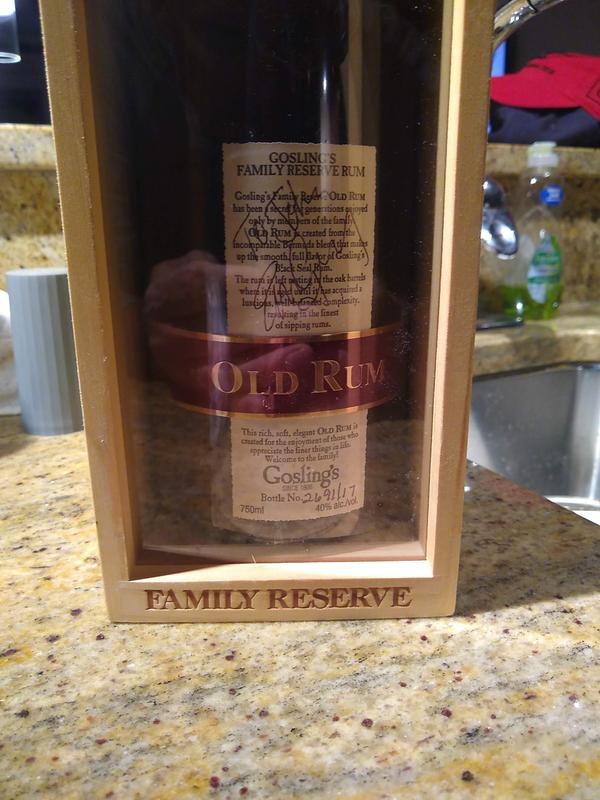 GOSLING'S
FAMILY RESERVE RUM
Gosling's Family Reserve OLD RUM
has been a secret for generations enjoyed
only by members of the family.
OLD RUM is created from the
incomparable Bermuda blend that makes
up the smooth, full flavor of Gosling's
Black Seal Rum.
The rum is left resting in the oak barrels
where it is aged until it has acquired a
luscious, well-balanced complexity,
resulting in the finest
of sipping rums.
OLD RUM
This rich, soft, elegant OLD RUM is
created for the enjoyment of those who
appreciate the finer things in life.
Welcome to the family!
Gosling's
SINCE 1806
Bottle No. 2691/17
750ml 40% alc./vol.
FAMILY RESERVE